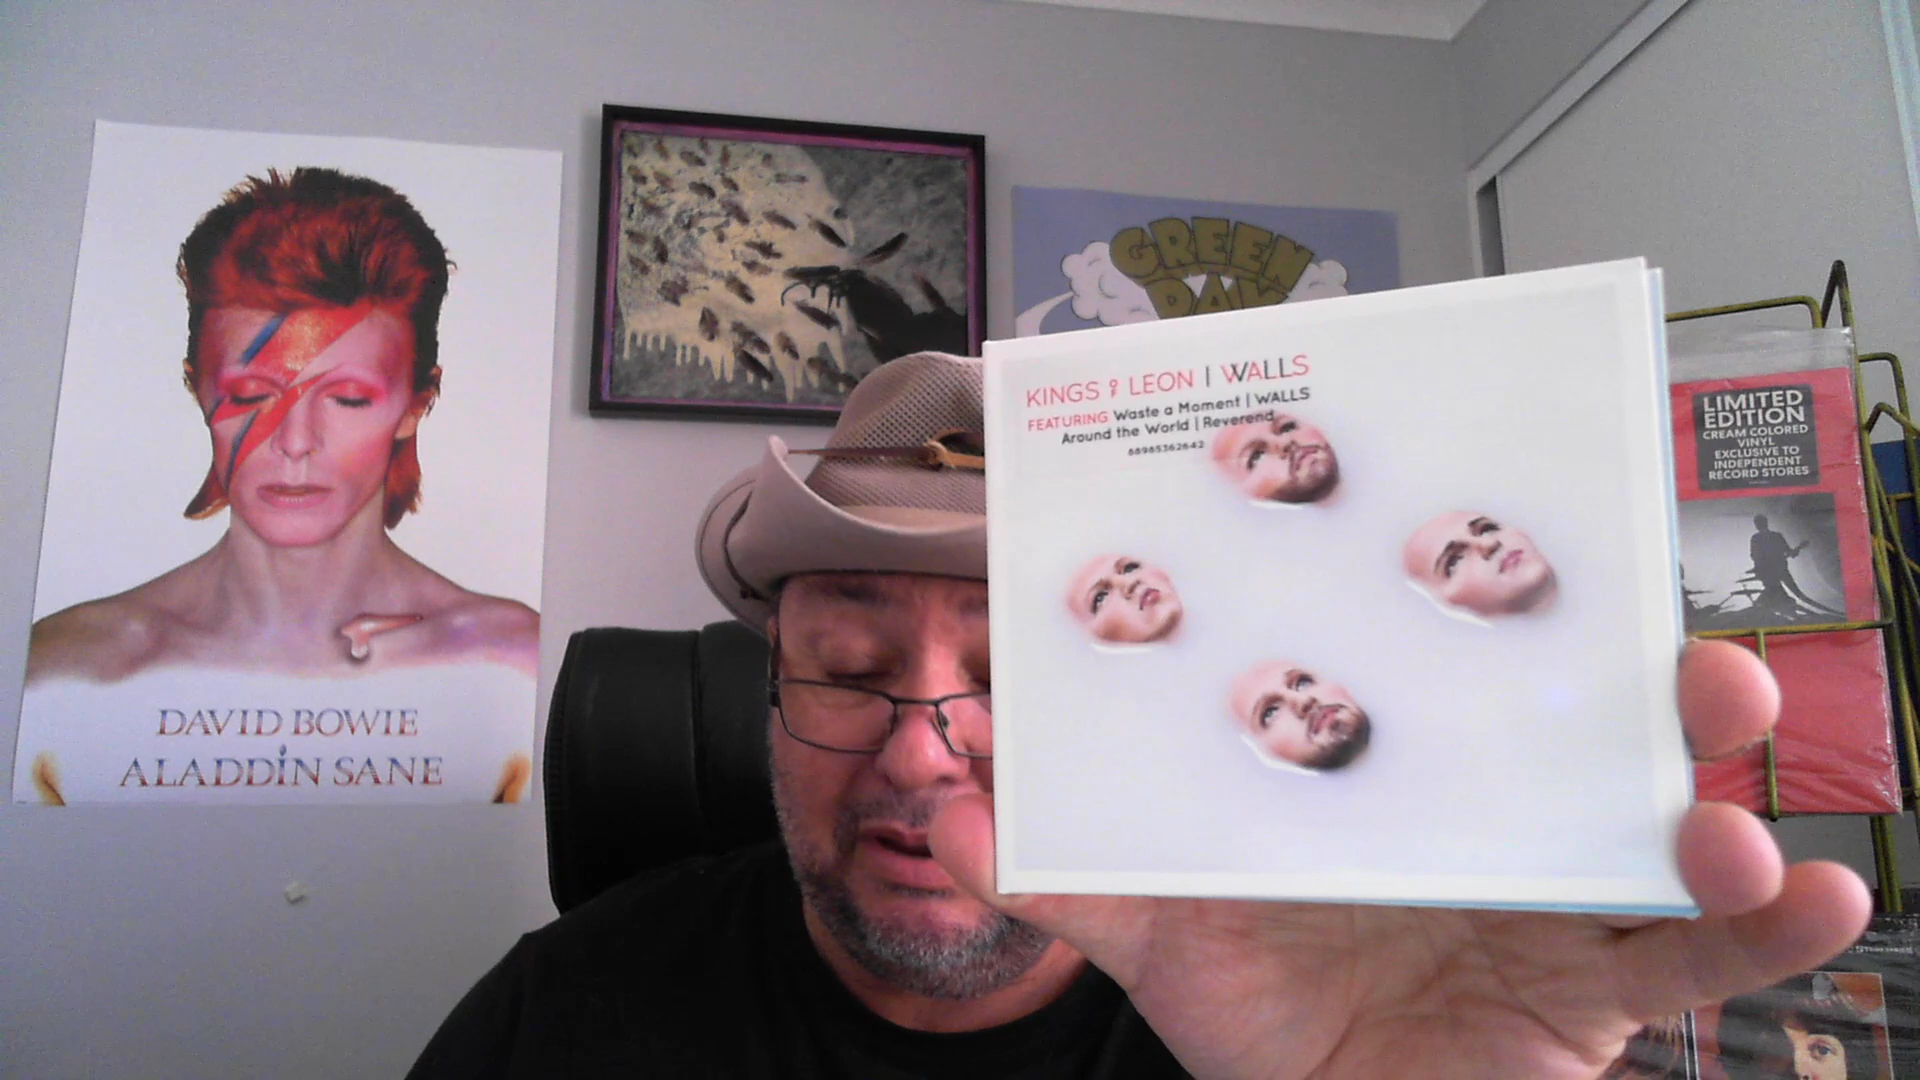 DAVID BOWIE
ALADDIN SANE
GREEN
DAY
KINGS OF LEON | WALLS
FEATURING Waste a Moment | WALLS
Around the World | Reverend
88985362642
LIMITED
EDITION
CREAM COLORED
VINYL
EXCLUSIVE TO
INDEPENDENT
RECORD STORES